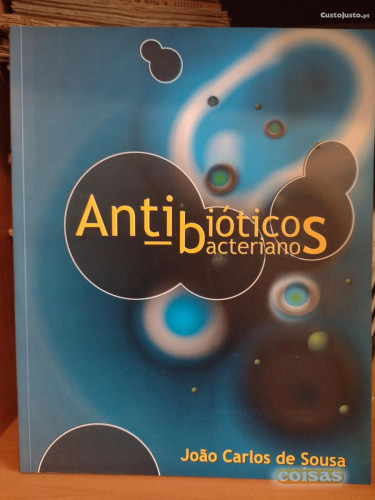 CustoJusto.pt
Antibióticos
bacterianos
João Carlos de Sousa
coisas